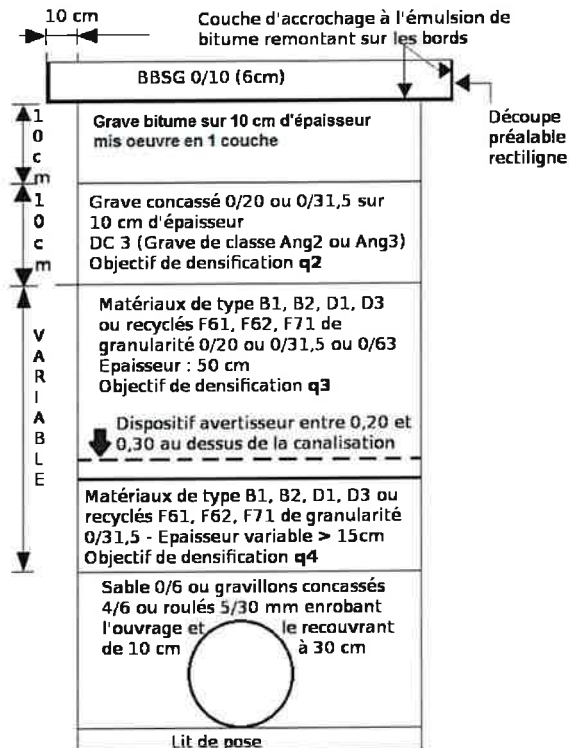 10 cm
Couche d'accrochage à l'émulsion de
bitume remontant sur les bords
BBSG 0/10 (6cm)
Découpe
préalable
rectiligne
10cm
Grave bitume sur 10 cm d'épaisseur
mis oeuvre en 1 couche
10cm
Grave concassé 0/20 ou 0/31,5 sur
10 cm d'épaisseur
DC 3 (Grave de classe Ang2 ou Ang3)
Objectif de densification q2
VARIABLE
Matériaux de type B1, B2, D1, D3
ou recyclés F61, F62, F71 de
granularité 0/20 ou 0/31,5 ou 0/63
Epaisseur : 50 cm
Objectif de densification q3
Dispositif avertisseur entre 0,20 et
0,30 au dessus de la canalisation
Matériaux de type B1, B2, D1, D3 ou
recyclés F61, F62, F71 de granularité
0/31,5 - Epaisseur variable > 15cm
Objectif de densification q4
Sable 0/6 ou gravillons concassés
4/6 ou roulés 5/30 mm enrobant
l'ouvrage et le recouvrant
de 10 cm à 30 cm
Lit de pose